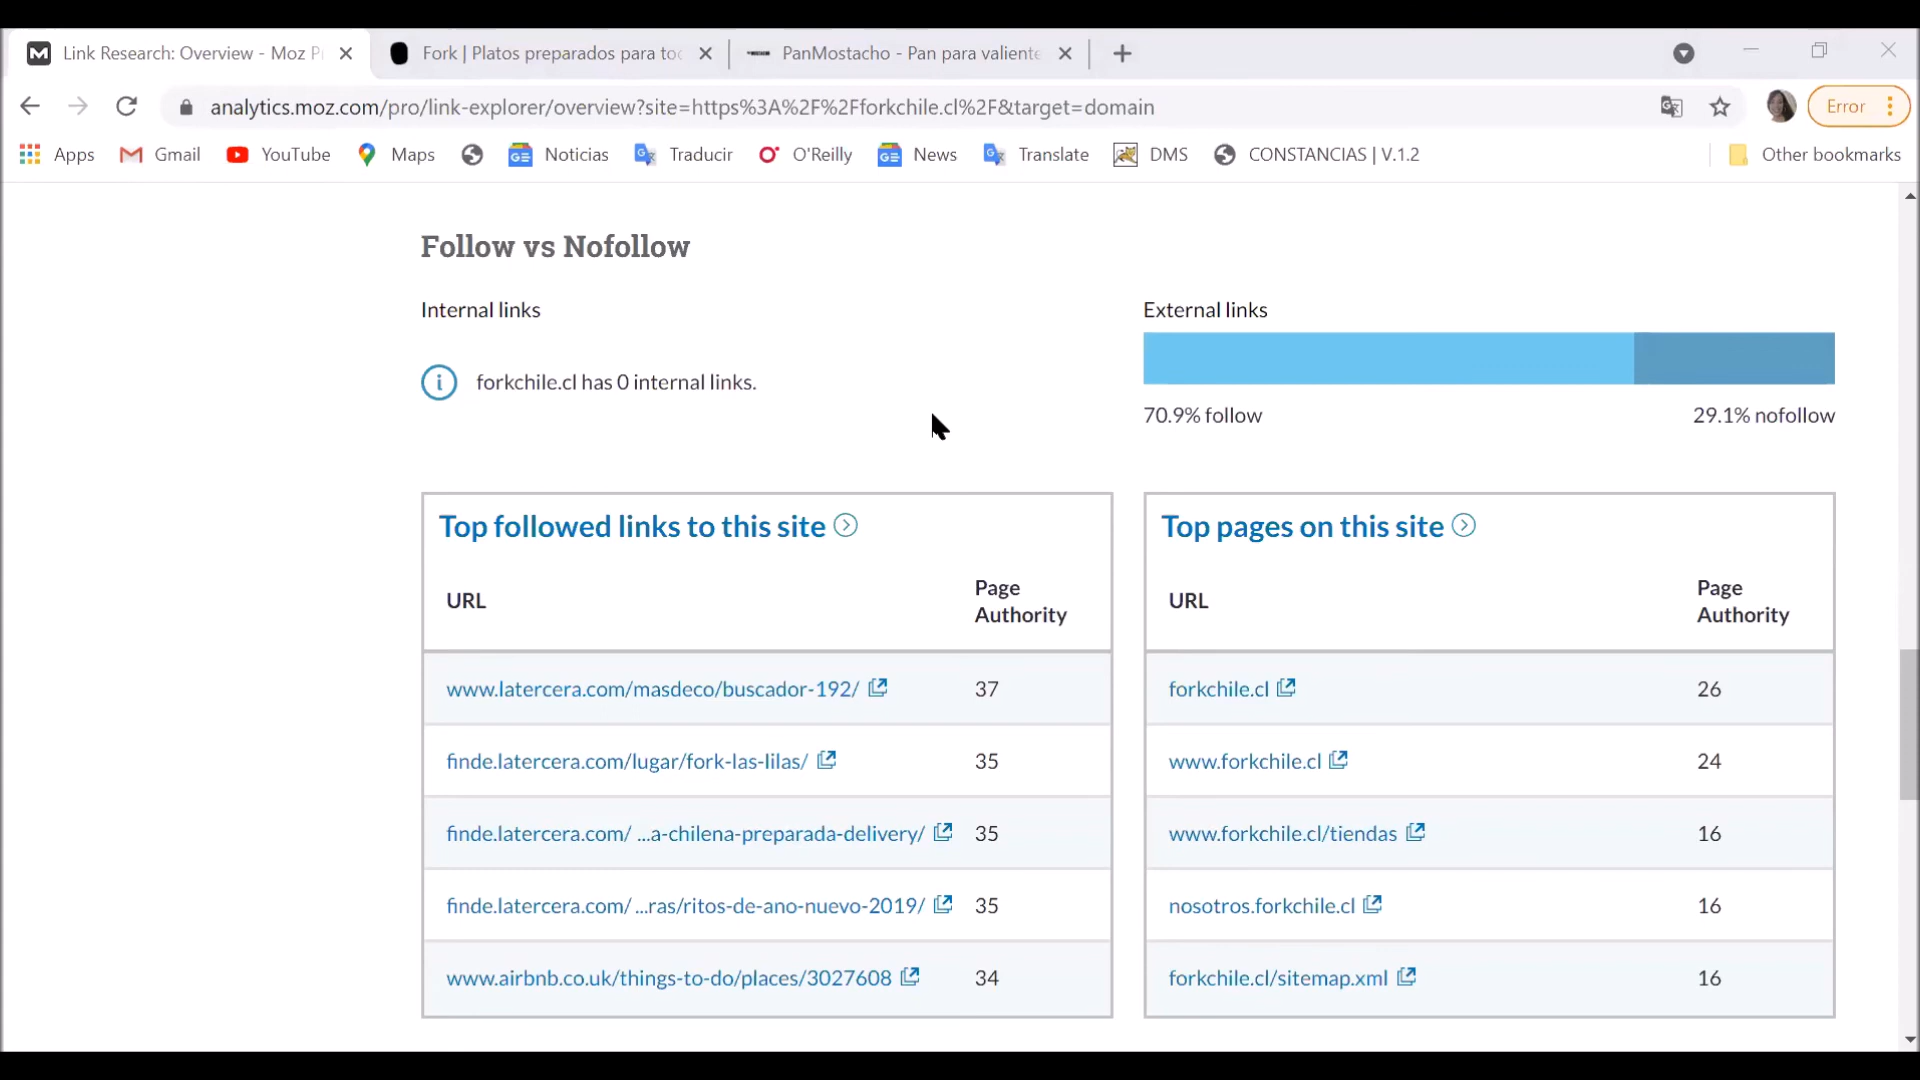 Link Research: Overview - Moz P
Fork | Platos preparados para toc
PanMostacho - Pan para valiente
analytics.moz.com/pro/link-explorer/overview?site=https%3A%2F%2Fforkchile.cl%2F&target=domain
Error
Apps
Gmail
YouTube
Maps
Noticias
Traducir
O'Reilly
News
Translate
DMS
CONSTANCIAS | V.1.2
Other bookmarks
Follow vs Nofollow
Internal links
forkchile.cl has 0 internal links.
External links
70.9% follow
29.1% nofollow
Top followed links to this site
URL
Page
Authority
www.latercera.com/masdeco/buscador-192/ 37
finde.latercera.com/lugar/fork-las-lilas/ 35
finde.latercera.com/ ...a-chilena-preparada-delivery/ 35
finde.latercera.com/ ...ras/ritos-de-ano-nuevo-2019/ 35
www.airbnb.co.uk/things-to-do/places/3027608 34
Top pages on this site
URL
Page
Authority
forkchile.cl 26
www.forkchile.cl 24
www.forkchile.cl/tiendas 16
nosotros.forkchile.cl 16
forkchile.cl/sitemap.xml 16